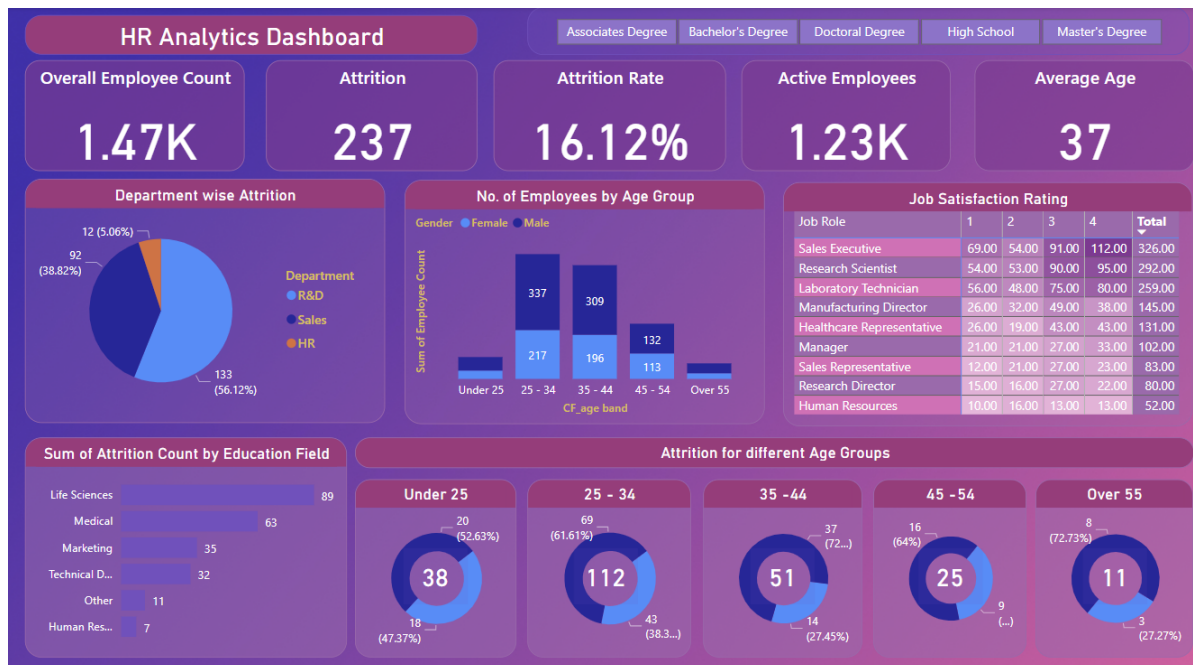 HR Analytics Dashboard
Associates Degree
Bachelor's Degree
Doctoral Degree
High School
Master's Degree
Overall Employee Count
1.47K
Attrition
237
Attrition Rate
16.12%
Active Employees
1.23K
Average Age
37
Department wise Attrition
12 (5.06%)
92
(38.82%)
133
(56.12%)
Department
R&D
Sales
HR
No. of Employees by Age Group
Gender Female Male
Sum of Employee Count
337
309
132
217
196
113
Under 25 25 - 34 35 - 44 45 - 54 Over 55
CF_age band
Job Satisfaction Rating
Job Role 1 2 3 4 Total
Sales Executive 69.00 54.00 91.00 112.00 326.00
Research Scientist 54.00 53.00 90.00 95.00 292.00
Laboratory Technician 56.00 48.00 75.00 80.00 259.00
Manufacturing Director 26.00 32.00 49.00 38.00 145.00
Healthcare Representative 26.00 19.00 43.00 43.00 131.00
Manager 21.00 21.00 27.00 33.00 102.00
Sales Representative 12.00 21.00 27.00 23.00 83.00
Research Director 15.00 16.00 27.00 22.00 80.00
Human Resources 10.00 16.00 13.00 13.00 52.00
Sum of Attrition Count by Education Field
Life Sciences 89
Medical 63
Marketing 35
Technical D... 32
Other 11
Human Res... 7
Attrition for different Age Groups
Under 25
20
(52.63%)
38
18
(47.37%)
25 - 34
69
(61.61%)
112
43
(38.3...)
35 -44
37
(72...)
51
14
(27.45%)
45 -54
16
(64%)
25
9
(...)
Over 55
8
(72.73%)
11
3
(27.27%)